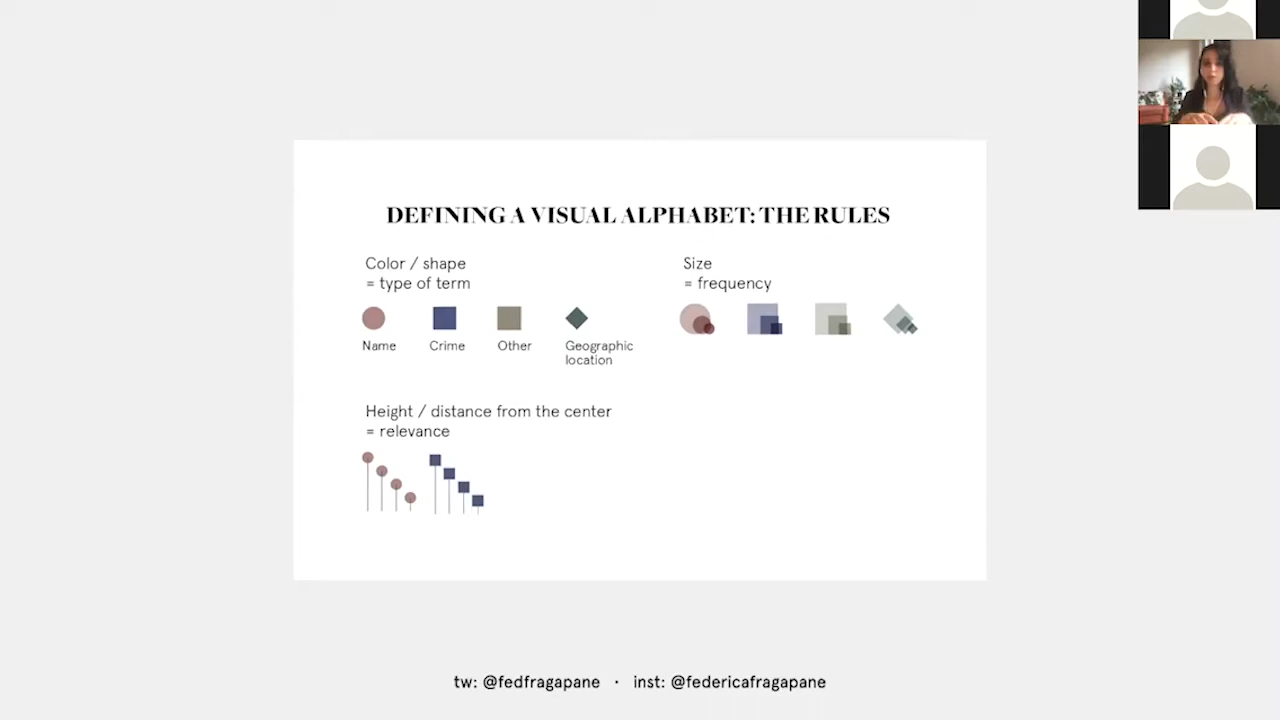 DEFINING A VISUAL ALPHABET: THE RULES
Color / shape
= type of term
Name
Crime
Other
Geographic
location
Size
= frequency
Height / distance from the center
= relevance
tw: @fedfragapane · inst: @federicafragapane